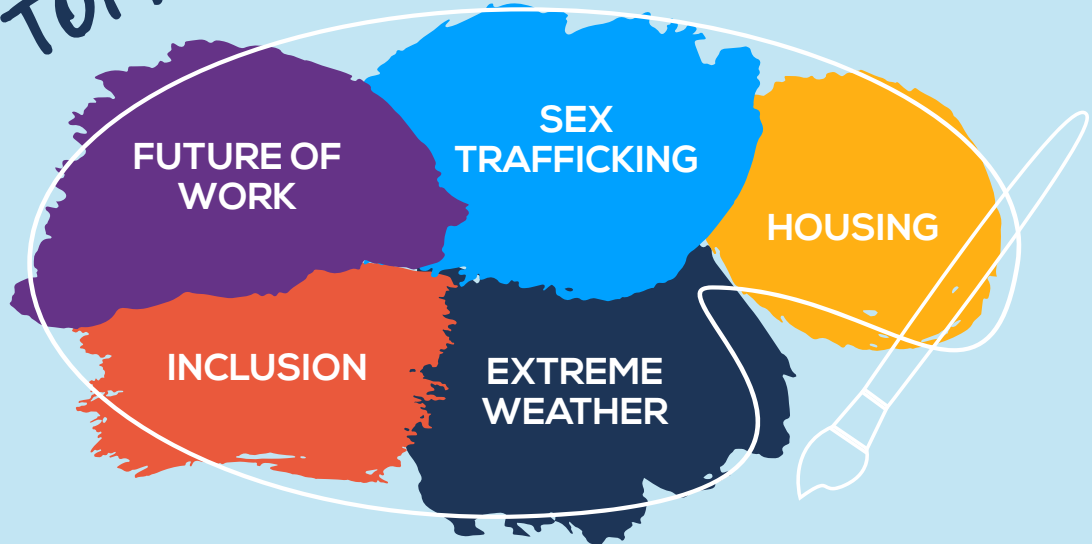 FUTURE OF
WORK
SEX
TRAFFICKING
HOUSING
INCLUSION
EXTREME
WEATHER